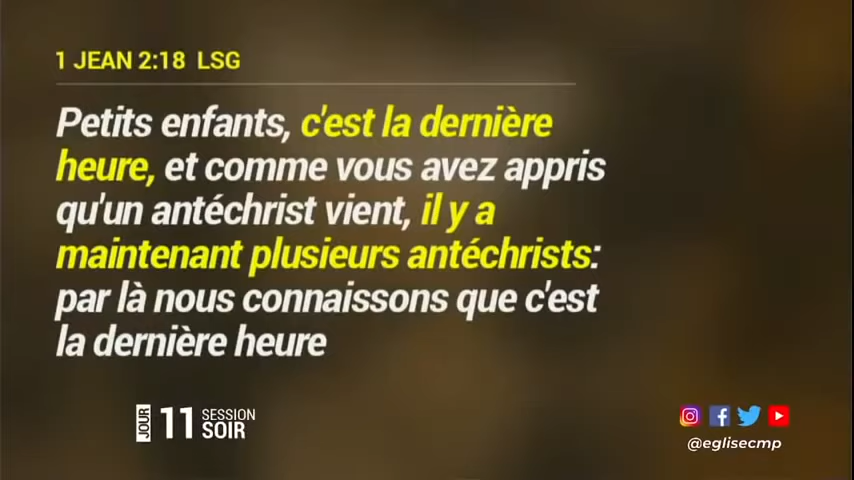 1 JEAN 2:18 LSG
Petits enfants, c'est la dernière
heure, et comme vous avez appris
qu'un antéchrist vient, il y a
maintenant plusieurs antéchrists:
par là nous connaissons que c'est
la dernière heure
JOUR 11 SESSION
SOIR
@eglisecmp